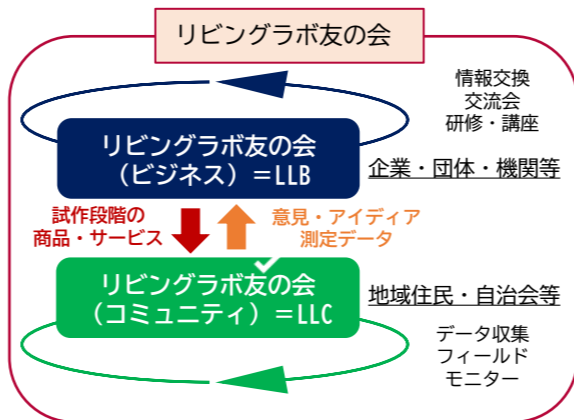 リビングラボ友の会
情報交換
交流会
研修・講座
リビングラボ友の会
（ビジネス）＝LLB
企業・団体・機関等
試作段階の
商品・サービス
意見・アイディア
測定データ
リビングラボ友の会
（コミュニティ）＝LLC
地域住民・自治会等
データ収集
フィールド
モニター